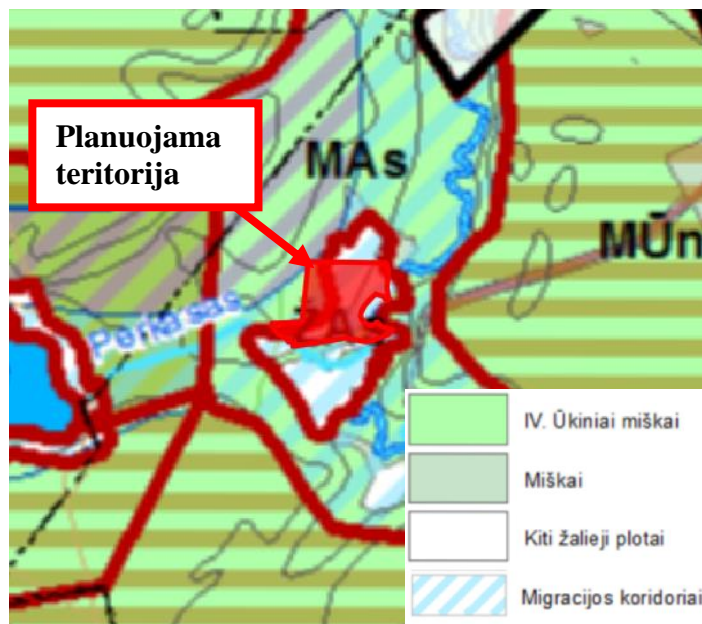 Planuojama
teritorija
MAs
MŪn
Perkasas
IV. Ūkiniai miškai
Miškai
Kiti žalieji plotai
Migracijos koridoriai